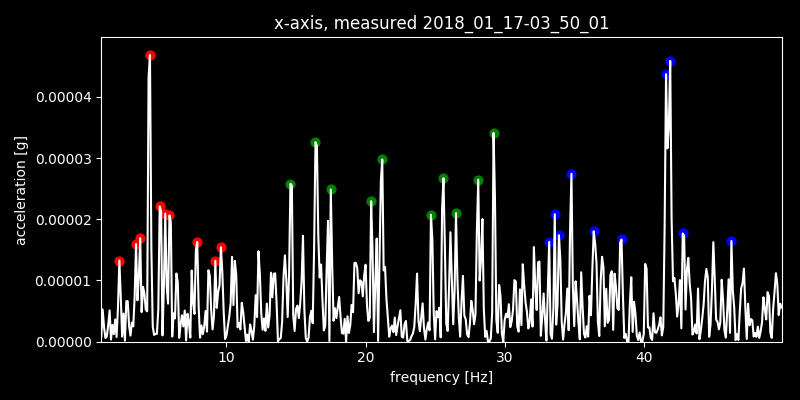 x-axis, measured 2018_01_17-03_50_01
acceleration [g]
0.00004
0.00003
0.00002
0.00001
0.00000
10 20 30 40
frequency [Hz]